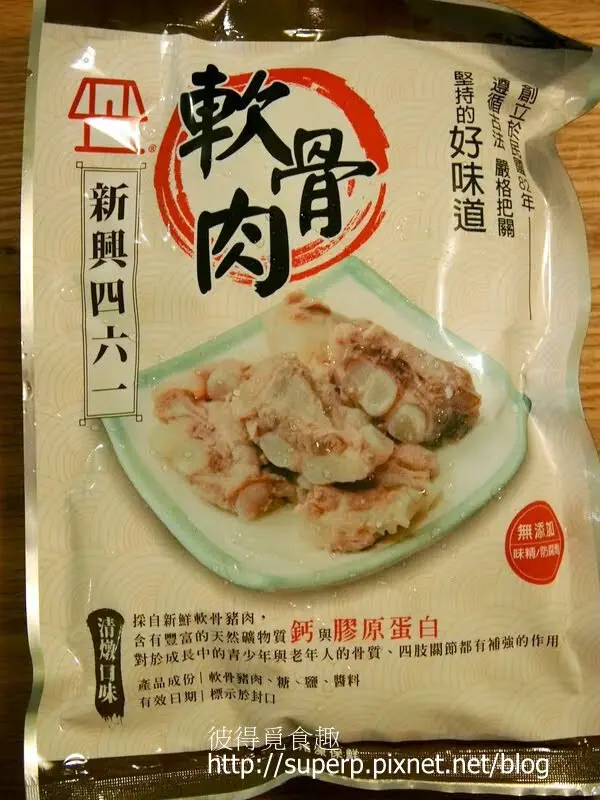 創立於民國82年
遵循古法 嚴格把關
堅持的好味道
軟骨肉
®
新興四六一
無添加
味精/防腐劑
清燉口味
採自新鮮軟骨豬肉，
含有豐富的天然礦物質鈣與膠原蛋白
對於成長中的青少年與老年人的骨質、四肢關節都有補強的作用
產品成份│軟骨豬肉、糖、鹽、醬料
有效日期│標示於封口
彼得覓食趣
保鮮
http://superp.pixnet.net/blog